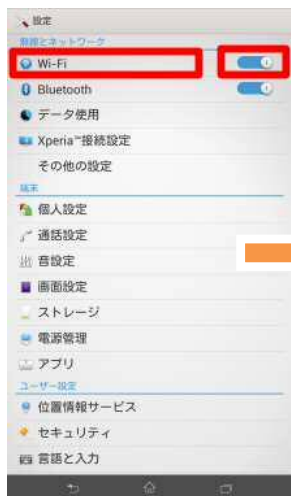 設定
無線とネットワーク
Wi-Fi
Bluetooth
データ使用
Xperia™接続設定
その他の設定
端末
個人設定
通話設定
音設定
画面設定
ストレージ
電源管理
アプリ
ユーザー設定
位置情報サービス
セキュリティ
言語と入力